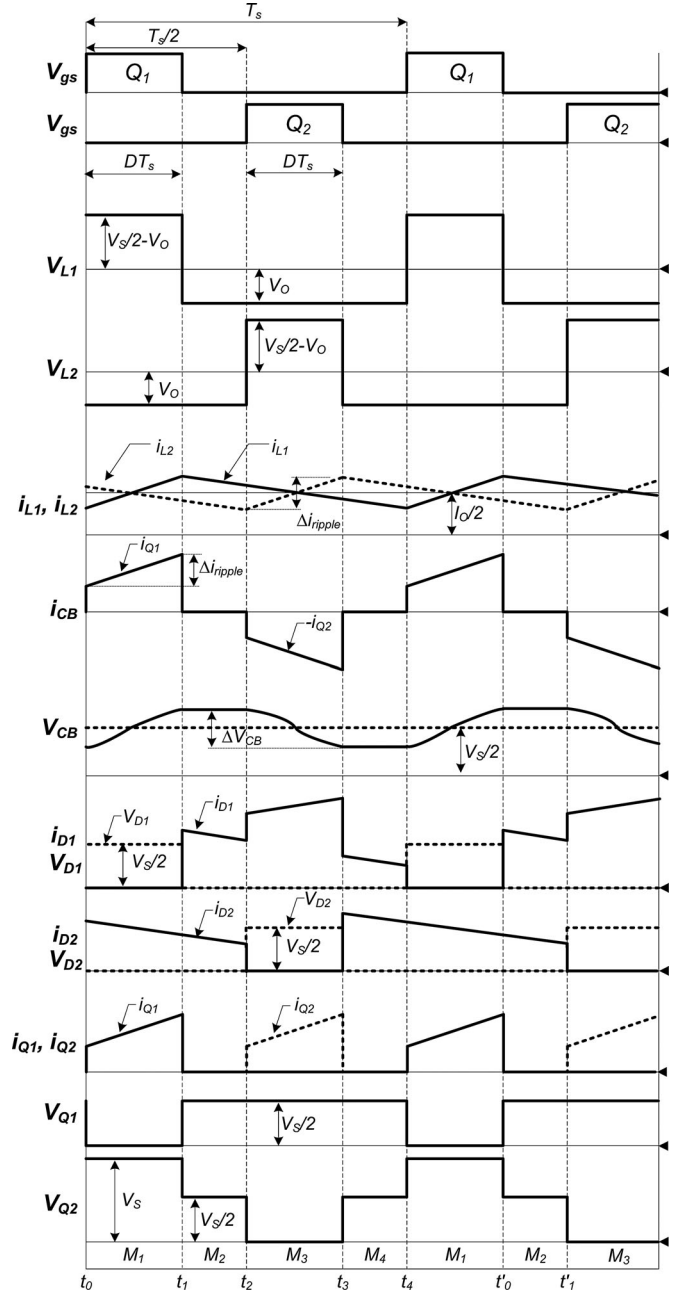 T_s
T_s/2
V_gs Q_1 Q_1
V_gs Q_2 Q_2
DT_s DT_s
V_S/2-V_O
V_L1
V_O
V_S/2-V_O
V_L2
V_O
i_L2 i_L1
i_L1, i_L2
Δi_ripple
I_O/2
i_Q1
Δi_ripple
i_CB
-i_Q2
V_CB
ΔV_CB
V_S/2
V_D1 i_D1
i_D1
V_D1
V_S/2
i_D2 V_D2
i_D2
V_D2
V_S/2
i_Q1 i_Q2
i_Q1, i_Q2
V_Q1
V_S/2
V_Q2
V_S
V_S/2
M_1 M_2 M_3 M_4 M_1 M_2 M_3
t_0 t_1 t_2 t_3 t_4 t'_0 t'_1